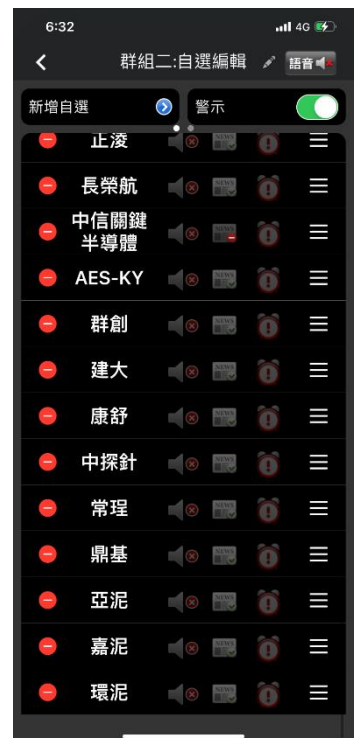 6:32
4G
群組二:自選編輯
語音
新增自選
警示
正淩
長榮航
中信關鍵
半導體
AES-KY
群創
建大
康舒
中探針
常珵
鼎基
亞泥
嘉泥
環泥